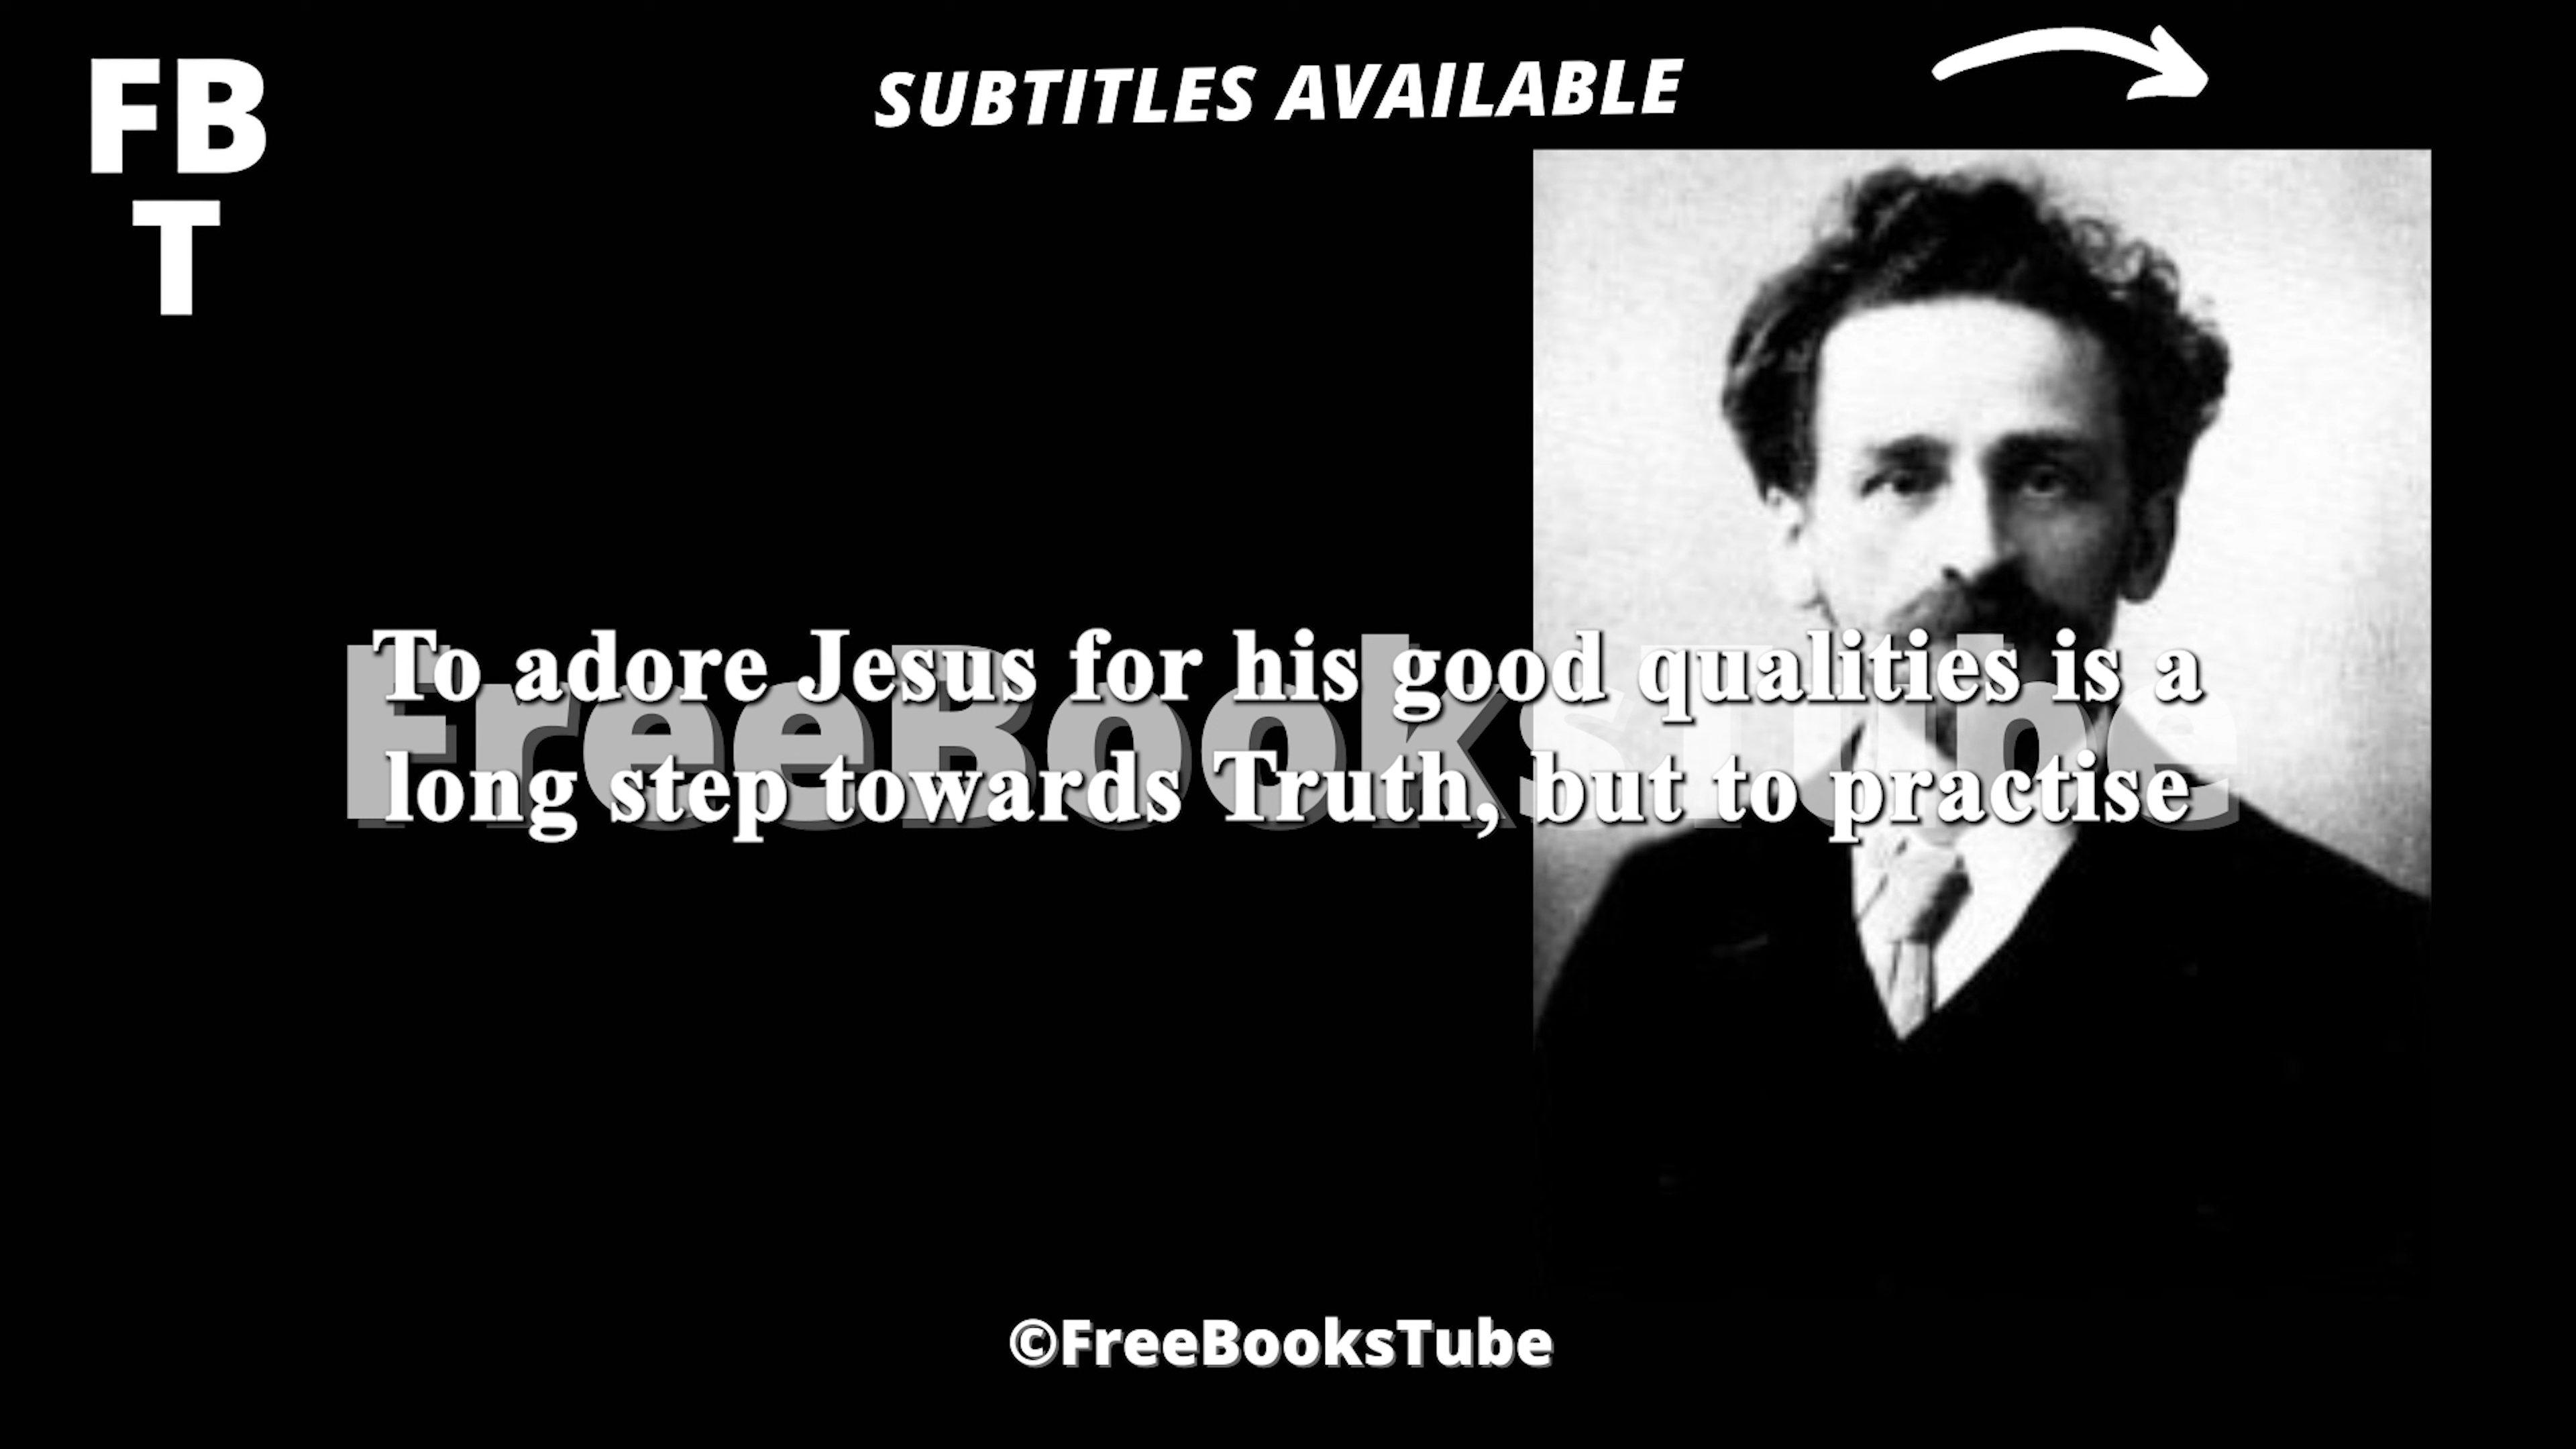 FB
T
SUBTITLES AVAILABLE
To adore Jesus for his good qualities is a
long step towards Truth, but to practise
FreeBooksTube
©FreeBooksTube